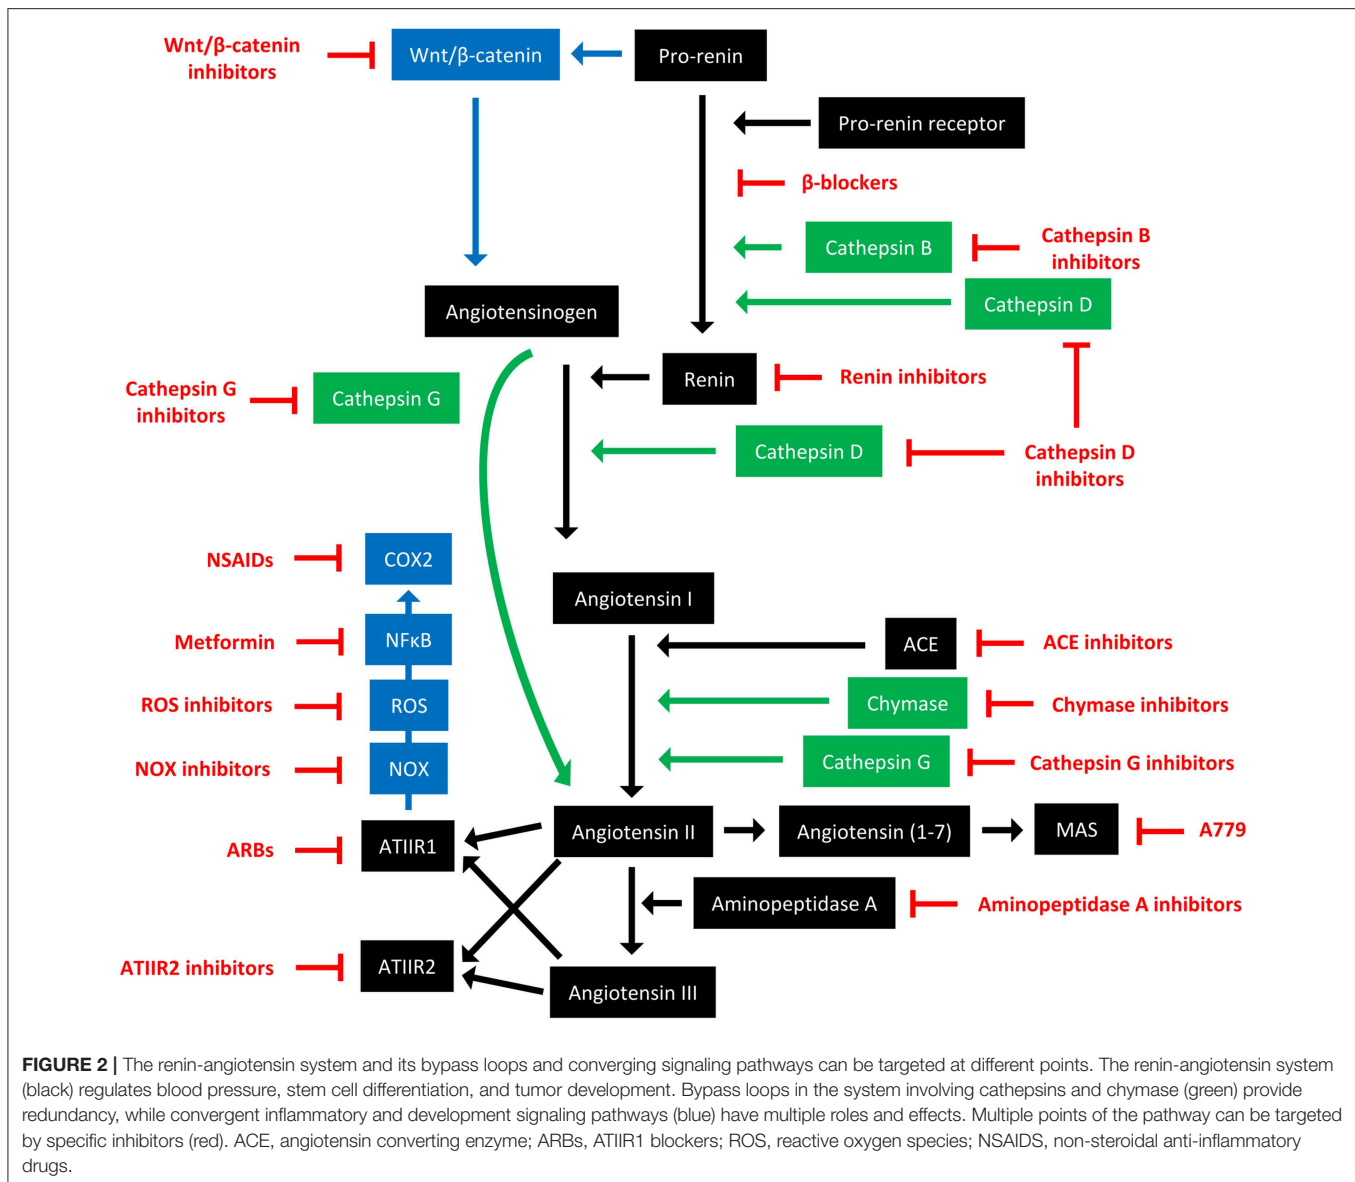 Wnt/β-catenin
inhibitors
Wnt/β-catenin
Pro-renin
Pro-renin receptor
β-blockers
Cathepsin B
Cathepsin B
inhibitors
Cathepsin D
Angiotensinogen
Renin
Renin inhibitors
Cathepsin G
inhibitors
Cathepsin G
Cathepsin D
Cathepsin D
inhibitors
NSAIDs
COX2
Angiotensin I
Metformin
NFκB
ACE
ACE inhibitors
ROS inhibitors
ROS
Chymase
Chymase inhibitors
NOX inhibitors
NOX
Cathepsin G
Cathepsin G inhibitors
ARBs
ATIIR1
Angiotensin II
Angiotensin (1-7)
MAS
A779
Aminopeptidase A
Aminopeptidase A inhibitors
ATIIR2 inhibitors
ATIIR2
Angiotensin III
FIGURE 2 | The renin-angiotensin system and its bypass loops and converging signaling pathways can be targeted at different points. The renin-angiotensin system
(black) regulates blood pressure, stem cell differentiation, and tumor development. Bypass loops in the system involving cathepsins and chymase (green) provide
redundancy, while convergent inflammatory and development signaling pathways (blue) have multiple roles and effects. Multiple points of the pathway can be targeted
by specific inhibitors (red). ACE, angiotensin converting enzyme; ARBs, ATIIR1 blockers; ROS, reactive oxygen species; NSAIDS, non-steroidal anti-inflammatory
drugs.